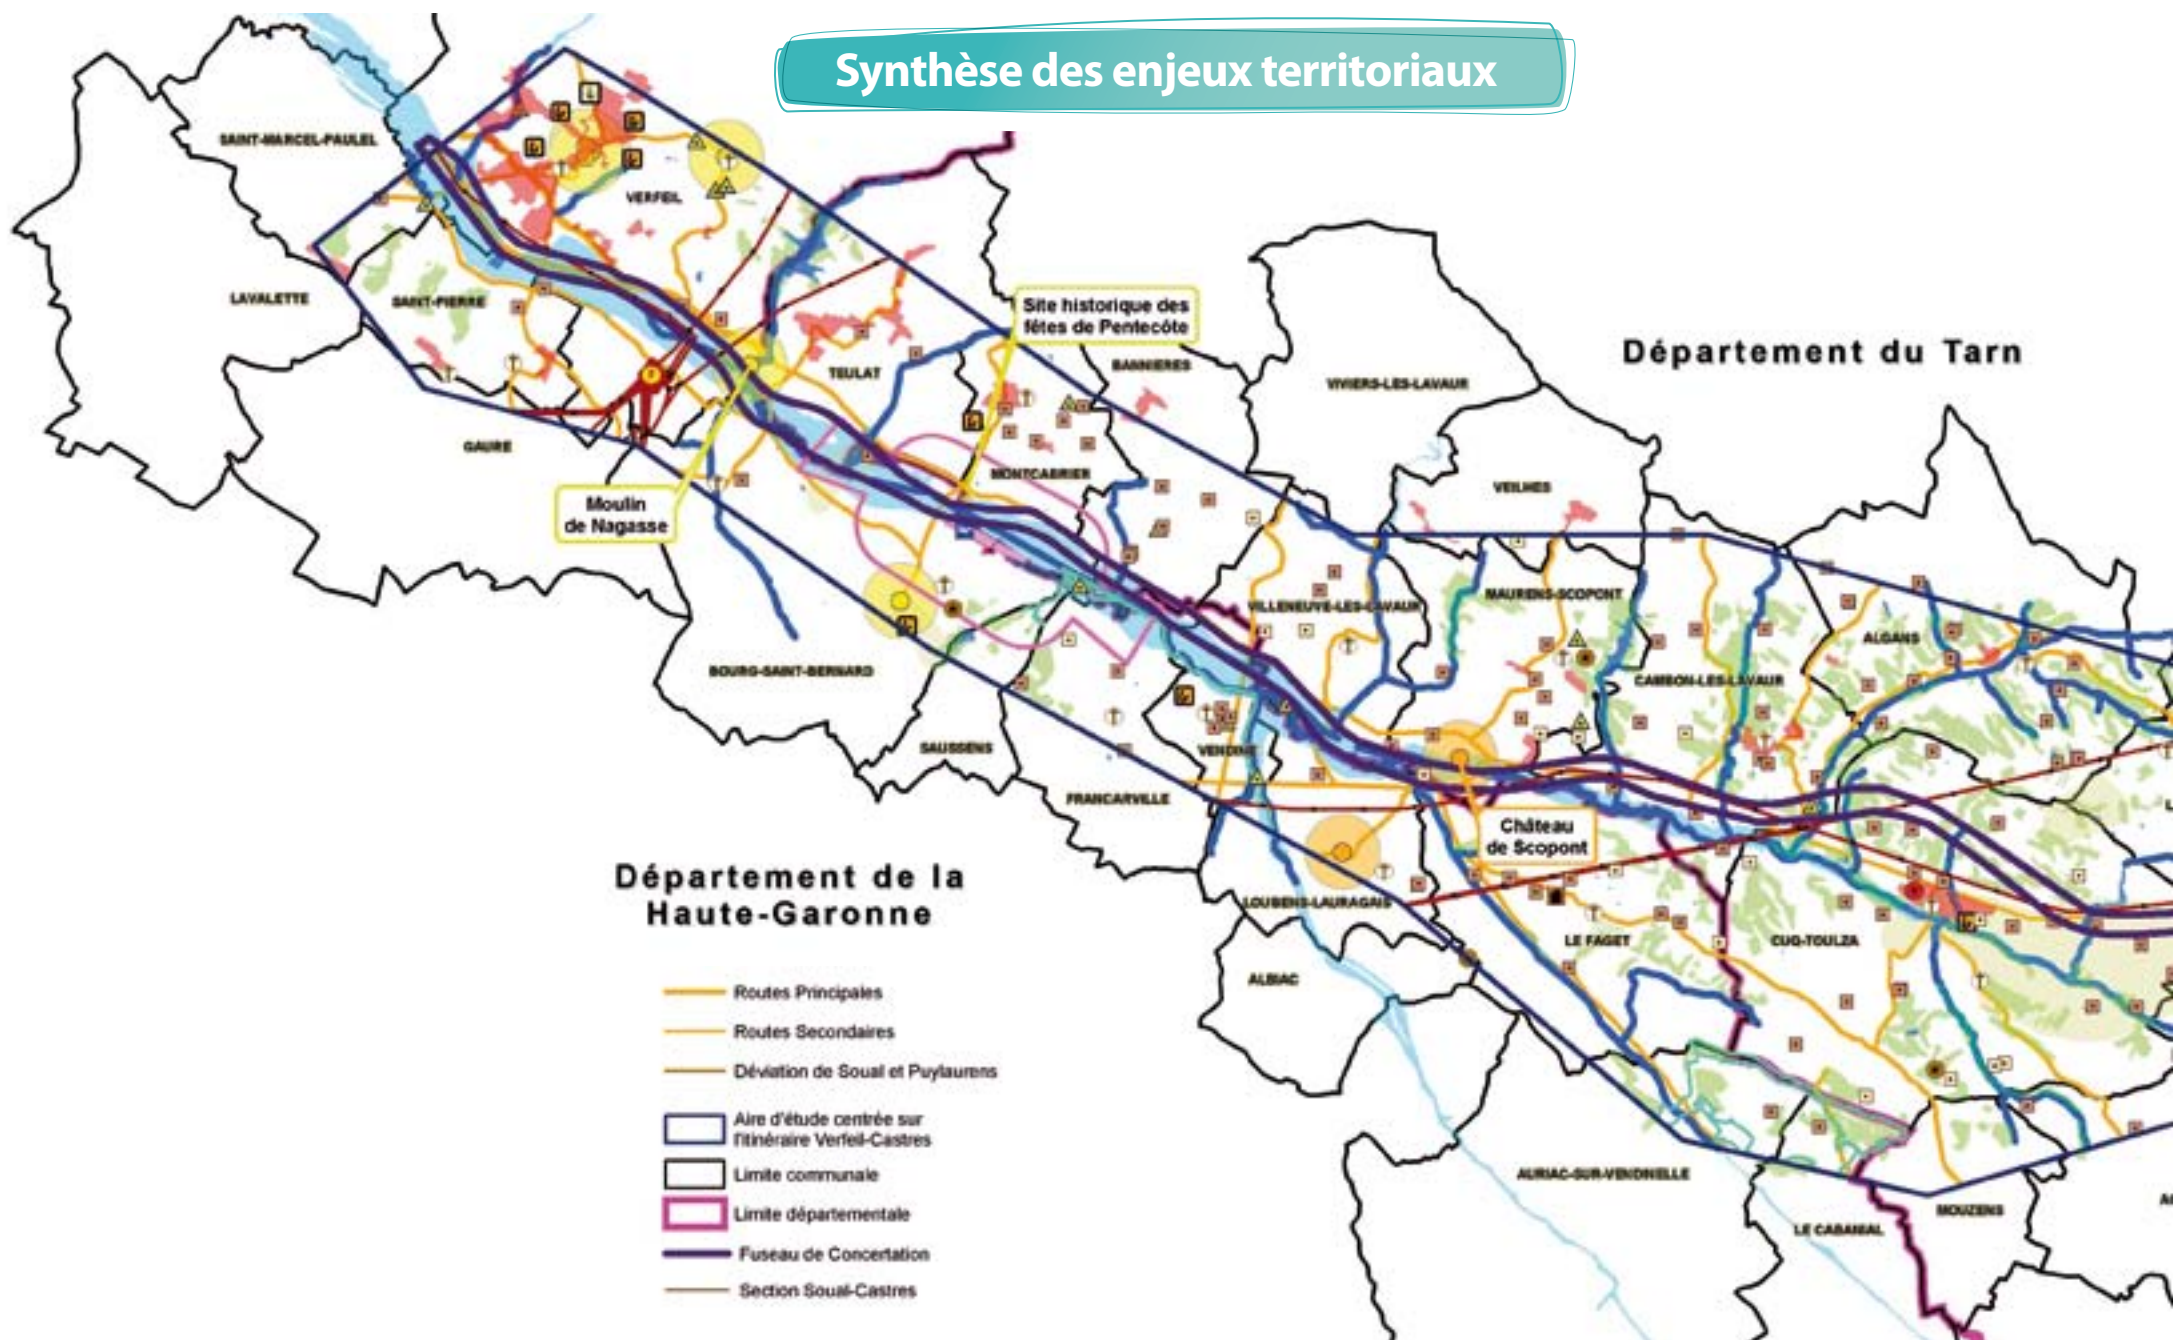 Synthèse des enjeux territoriaux
SAINT-MARCEL-PAULEL
VERFEIL
LAVALETTE
SAINT-PIERRE
Site historique des
fêtes de Pentecôte
Département du Tarn
TEULAT
BANNIERES
VIVIERS-LES-LAVAUR
GAURE
MONTCABRIER
VEILHES
Moulin
de Nagasse
VILLENEUVE-LES-LAVAUR
MAURENS-SCOPONT
ALGANS
BOURG-SAINT-BERNARD
CAMBON-LES-LAVAUR
SAUSSENS
VENDINE
FRANCARVILLE
Château
de Scopont
Département de la
Haute-Garonne
LOUBENS-LAURAGAIS
LE FAGET
CUQ-TOULZA
ALBIAC
Routes Principales
Routes Secondaires
Déviation de Soual et Puylaurens
Aire d'étude centrée sur
l'itinéraire Verfeil-Castres
Limite communale
Limite départementale
Fuseau de Concertation
Section Soual-Castres
AURIAC-SUR-VENDINELLE
LE CABANIAL
MOUZENS